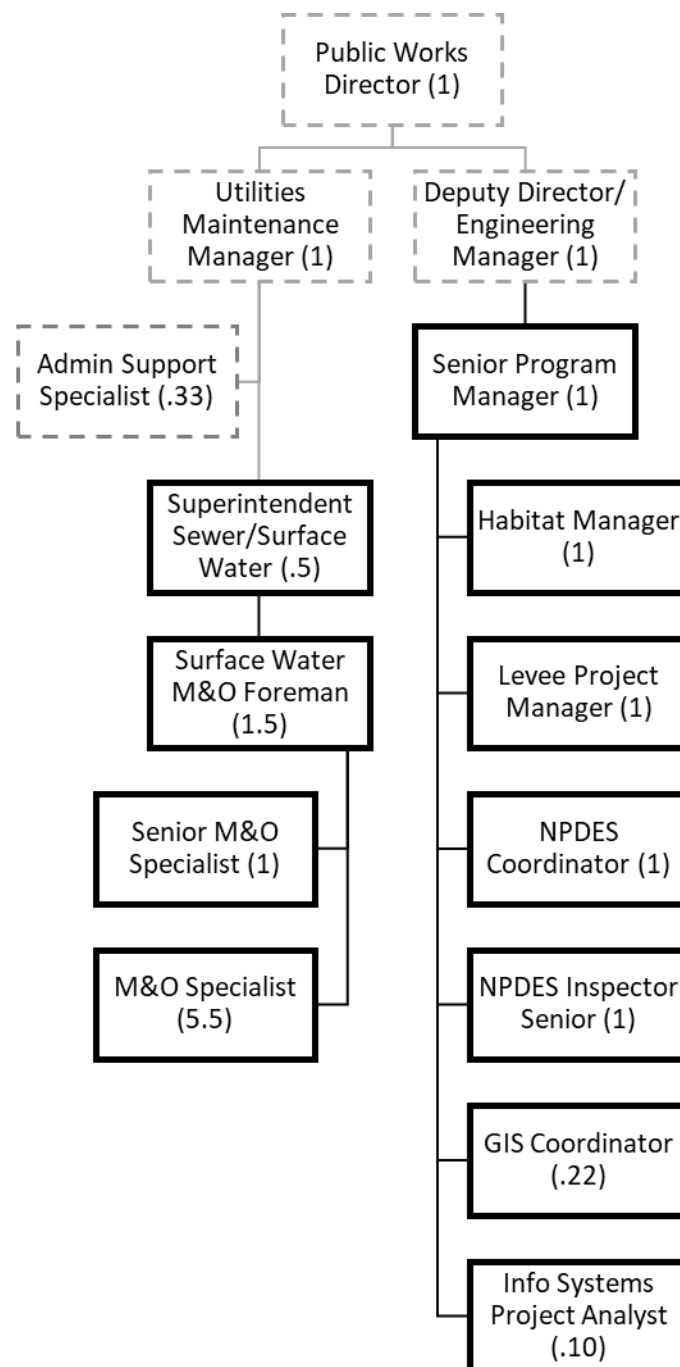 Public Works
Director (1)
Utilities
Maintenance
Manager (1)
Deputy Director/
Engineering
Manager (1)
Admin Support
Specialist (.33)
Senior Program
Manager (1)
Superintendent
Sewer/Surface
Water (.5)
Habitat Manager
(1)
Surface Water
M&O Foreman
(1.5)
Levee Project
Manager (1)
Senior M&O
Specialist (1)
NPDES
Coordinator (1)
M&O Specialist
(5.5)
NPDES Inspector
Senior (1)
GIS Coordinator
(.22)
Info Systems
Project Analyst
(.10)